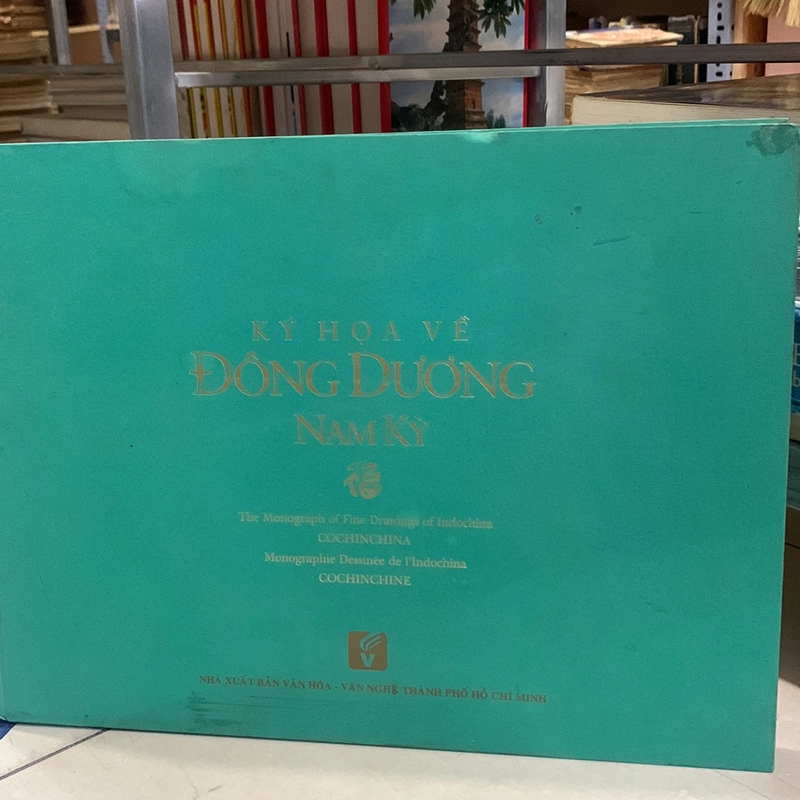 KÝ HỌA VỀ
ĐÔNG DƯƠNG
NAM KỲ
The Monograph of Fine Drawings of Indochina
COCHINCHINA
Monographie Dessinée de l'Indochina
COCHINCHINE
NHÀ XUẤT BẢN VĂN HÓA - VĂN NGHỆ THÀNH PHỐ HỒ CHÍ MINH